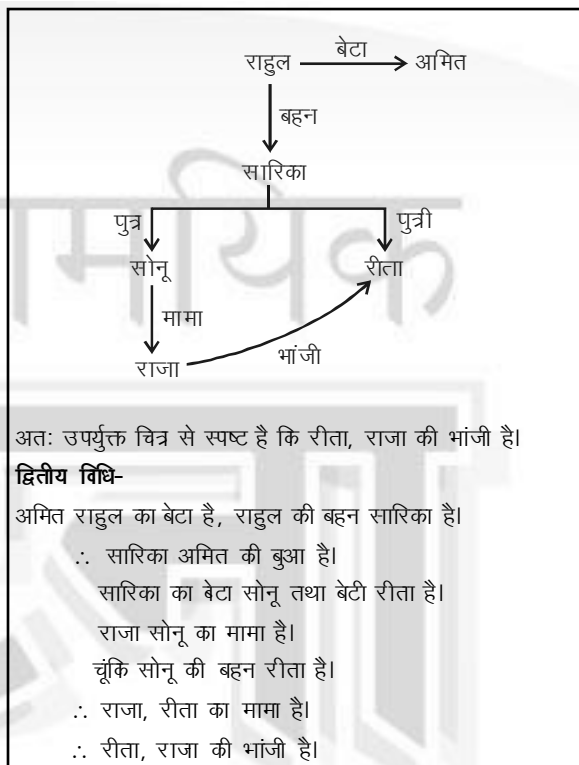 राहुल बेटा अमित
बहन
सारिका
पुत्र पुत्री
सोनू रीता
मामा
राजा भांजी
अतः उपर्युक्त चित्र से स्पष्ट है कि रीता, राजा की भांजी है।
द्वितीय विधि-
अमित राहुल का बेटा है, राहुल की बहन सारिका है।
∴ सारिका अमित की बुआ है।
सारिका का बेटा सोनू तथा बेटी रीता है।
राजा सोनू का मामा है।
चूंकि सोनू की बहन रीता है।
∴ राजा, रीता का मामा है।
∴ रीता, राजा की भांजी है।